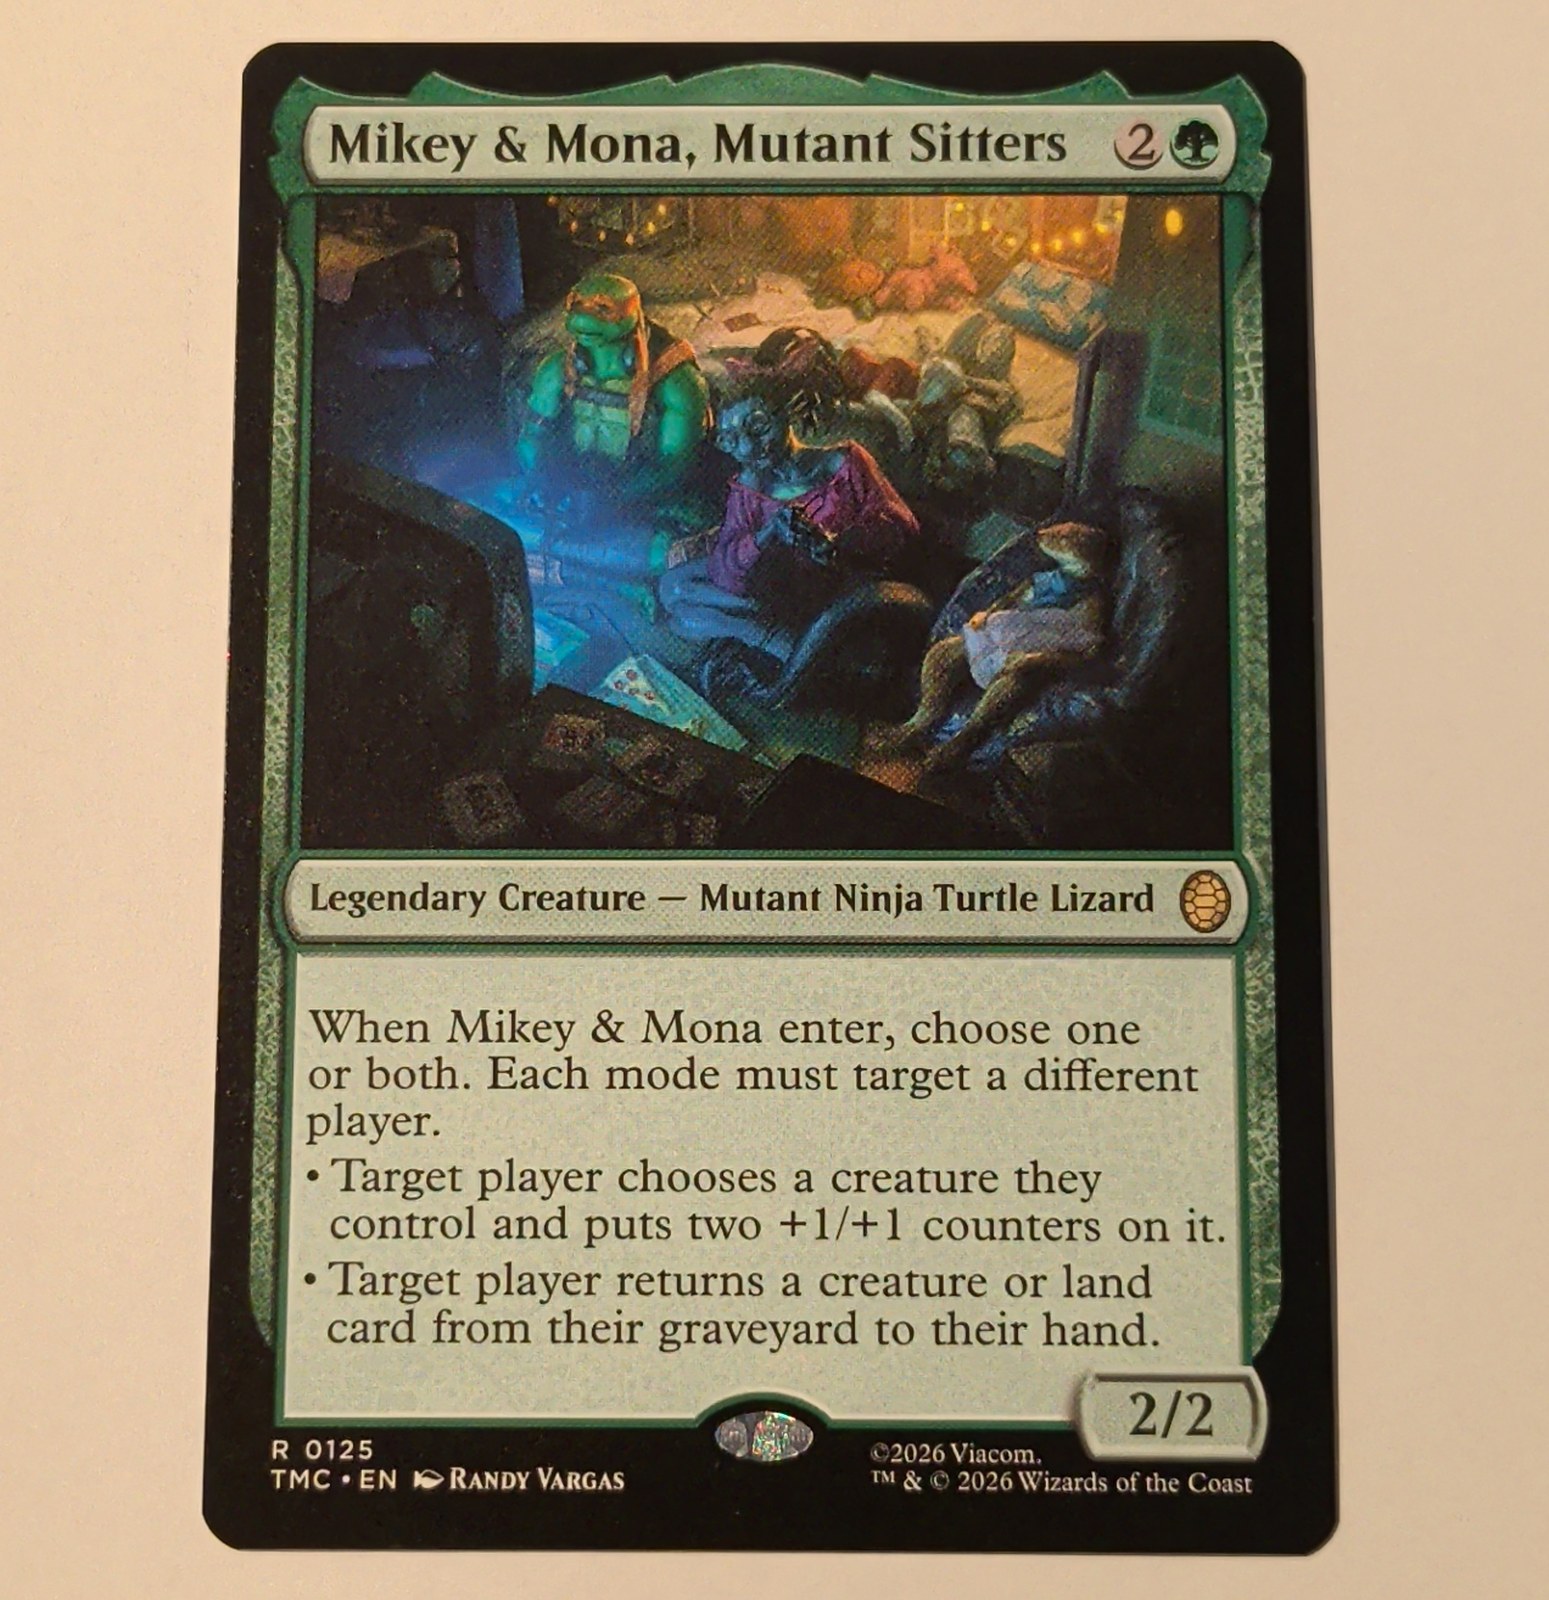 Mikey & Mona, Mutant Sitters 2
Legendary Creature — Mutant Ninja Turtle Lizard
When Mikey & Mona enter, choose one
or both. Each mode must target a different
player.
• Target player chooses a creature they
control and puts two +1/+1 counters on it.
• Target player returns a creature or land
card from their graveyard to their hand.
2/2
R 0125
TMC • EN RANDY VARGAS
©2026 Viacom.
™ & © 2026 Wizards of the Coast